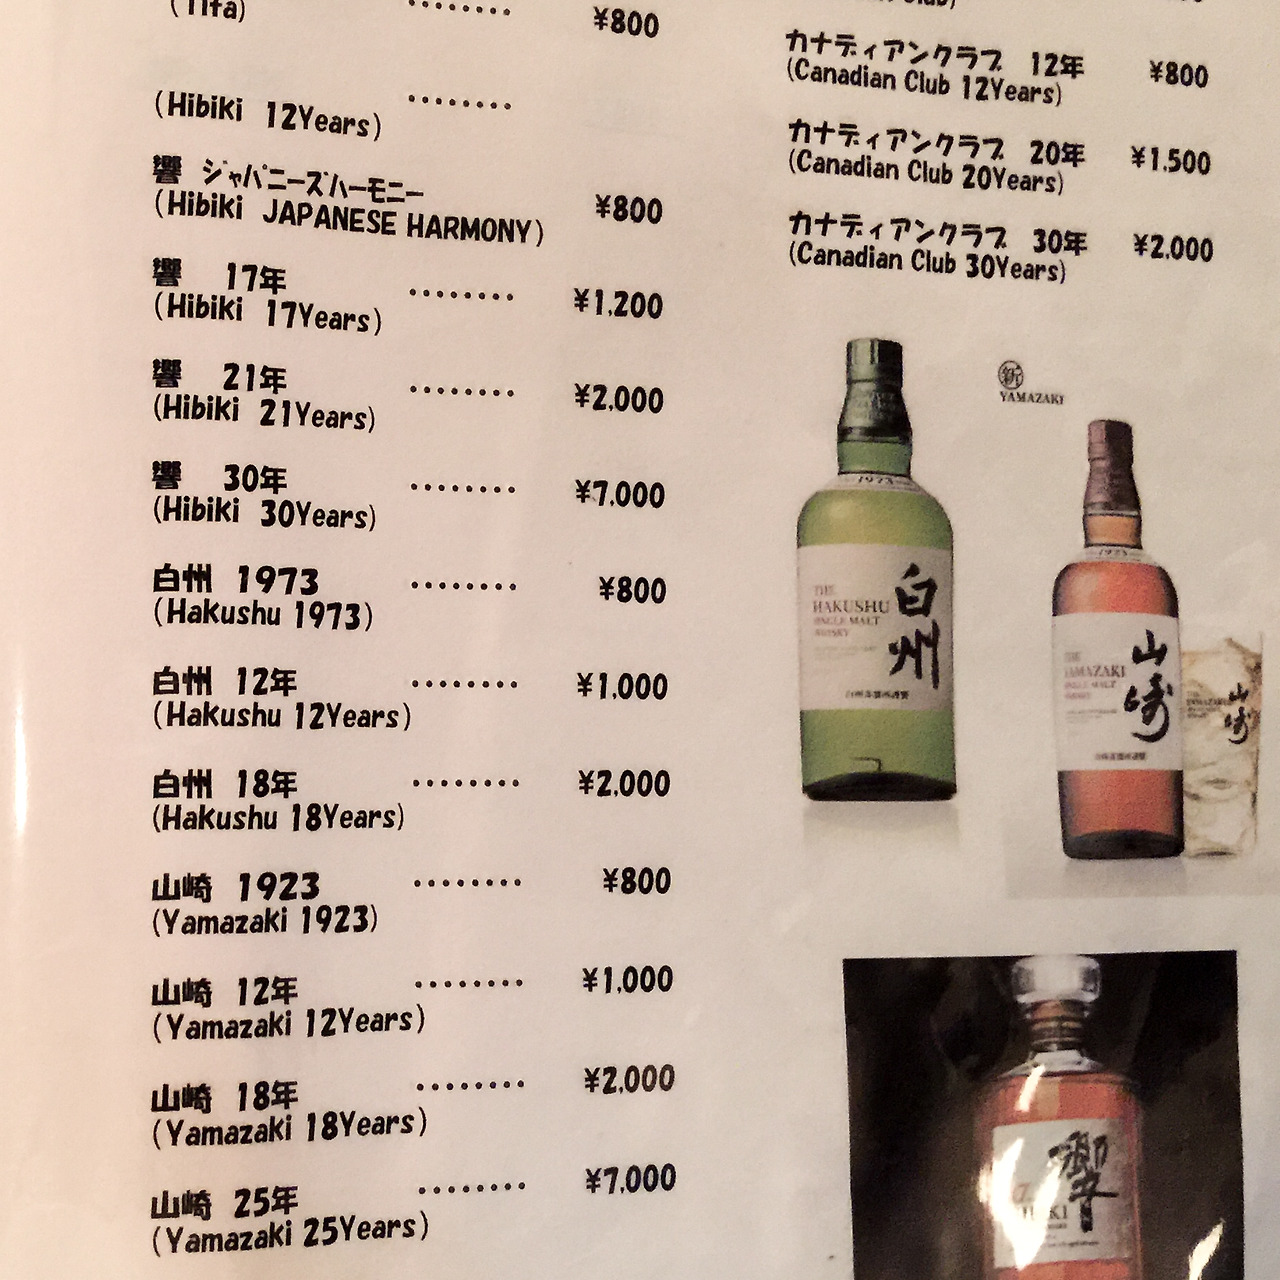 (Tifa) ‥‥‥‥ ¥800
‥‥‥‥
(Hibiki 12Years)
響 ジャパニーズハーモニー
(Hibiki JAPANESE HARMONY) ¥800
響 17年 ‥‥‥‥ ¥1,200
(Hibiki 17Years)
響 21年 ‥‥‥‥ ¥2,000
(Hibiki 21Years)
響 30年 ‥‥‥‥ ¥7,000
(Hibiki 30Years)
白州 1973 ‥‥‥‥ ¥800
(Hakushu 1973)
白州 12年 ‥‥‥‥ ¥1,000
(Hakushu 12Years)
白州 18年 ‥‥‥‥ ¥2,000
(Hakushu 18Years)
山崎 1923 ‥‥‥‥ ¥800
(Yamazaki 1923)
山崎 12年 ‥‥‥‥ ¥1,000
(Yamazaki 12Years)
山崎 18年 ‥‥‥‥ ¥2,000
(Yamazaki 18Years)
山崎 25年 ‥‥‥‥ ¥7,000
(Yamazaki 25Years)
Club)
カナディアンクラブ 12年 ¥800
(Canadian Club 12Years)
カナディアンクラブ 20年 ¥1,500
(Canadian Club 20Years)
カナディアンクラブ 30年 ¥2,000
(Canadian Club 30Years)
新
YAMAZAKI
1973
THE
HAKUSHU
SINGLE MALT
WHISKY
白州
1923
THE
YAMAZAKI
SINGLE MALT
WHISKY
山崎
山崎
響